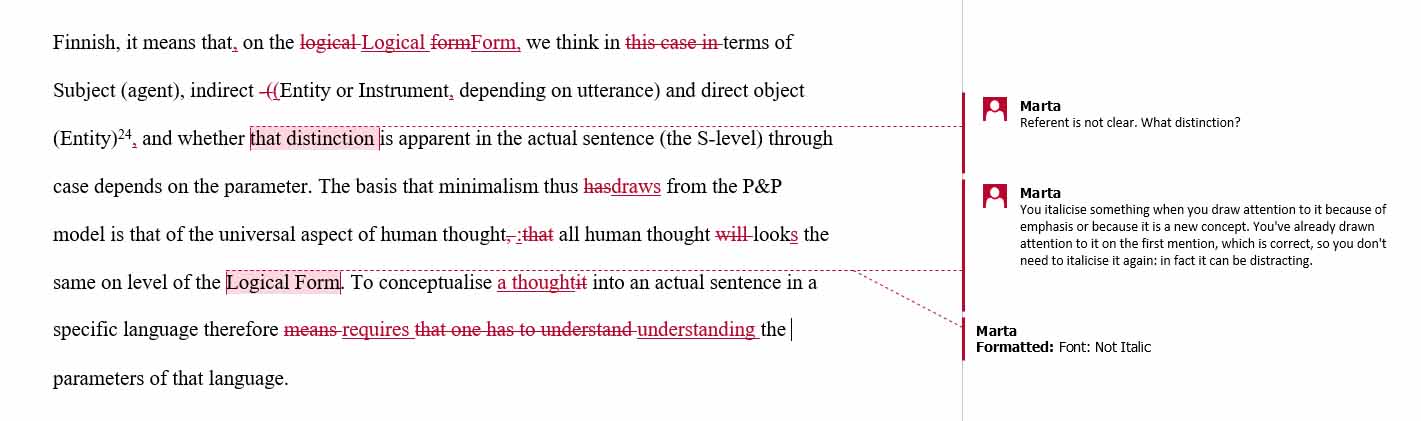 Finnish, it means that, on the logical Logical formForm, we think in this case in terms of
Subject (agent), indirect -((Entity or Instrument, depending on utterance) and direct object
(Entity)24, and whether that distinction is apparent in the actual sentence (the S-level) through
case depends on the parameter. The basis that minimalism thus hasdraws from the P&P
model is that of the universal aspect of human thought, :that all human thought will looks the
same on level of the Logical Form. To conceptualise a thoughtit into an actual sentence in a
specific language therefore means requires that one has to understand understanding the
parameters of that language.
Marta
Referent is not clear. What distinction?
Marta
You italicise something when you draw attention to it because of
emphasis or because it is a new concept. You've already drawn
attention to it on the first mention, which is correct, so you don't
need to italicise it again: in fact it can be distracting.
Marta
Formatted: Font: Not Italic